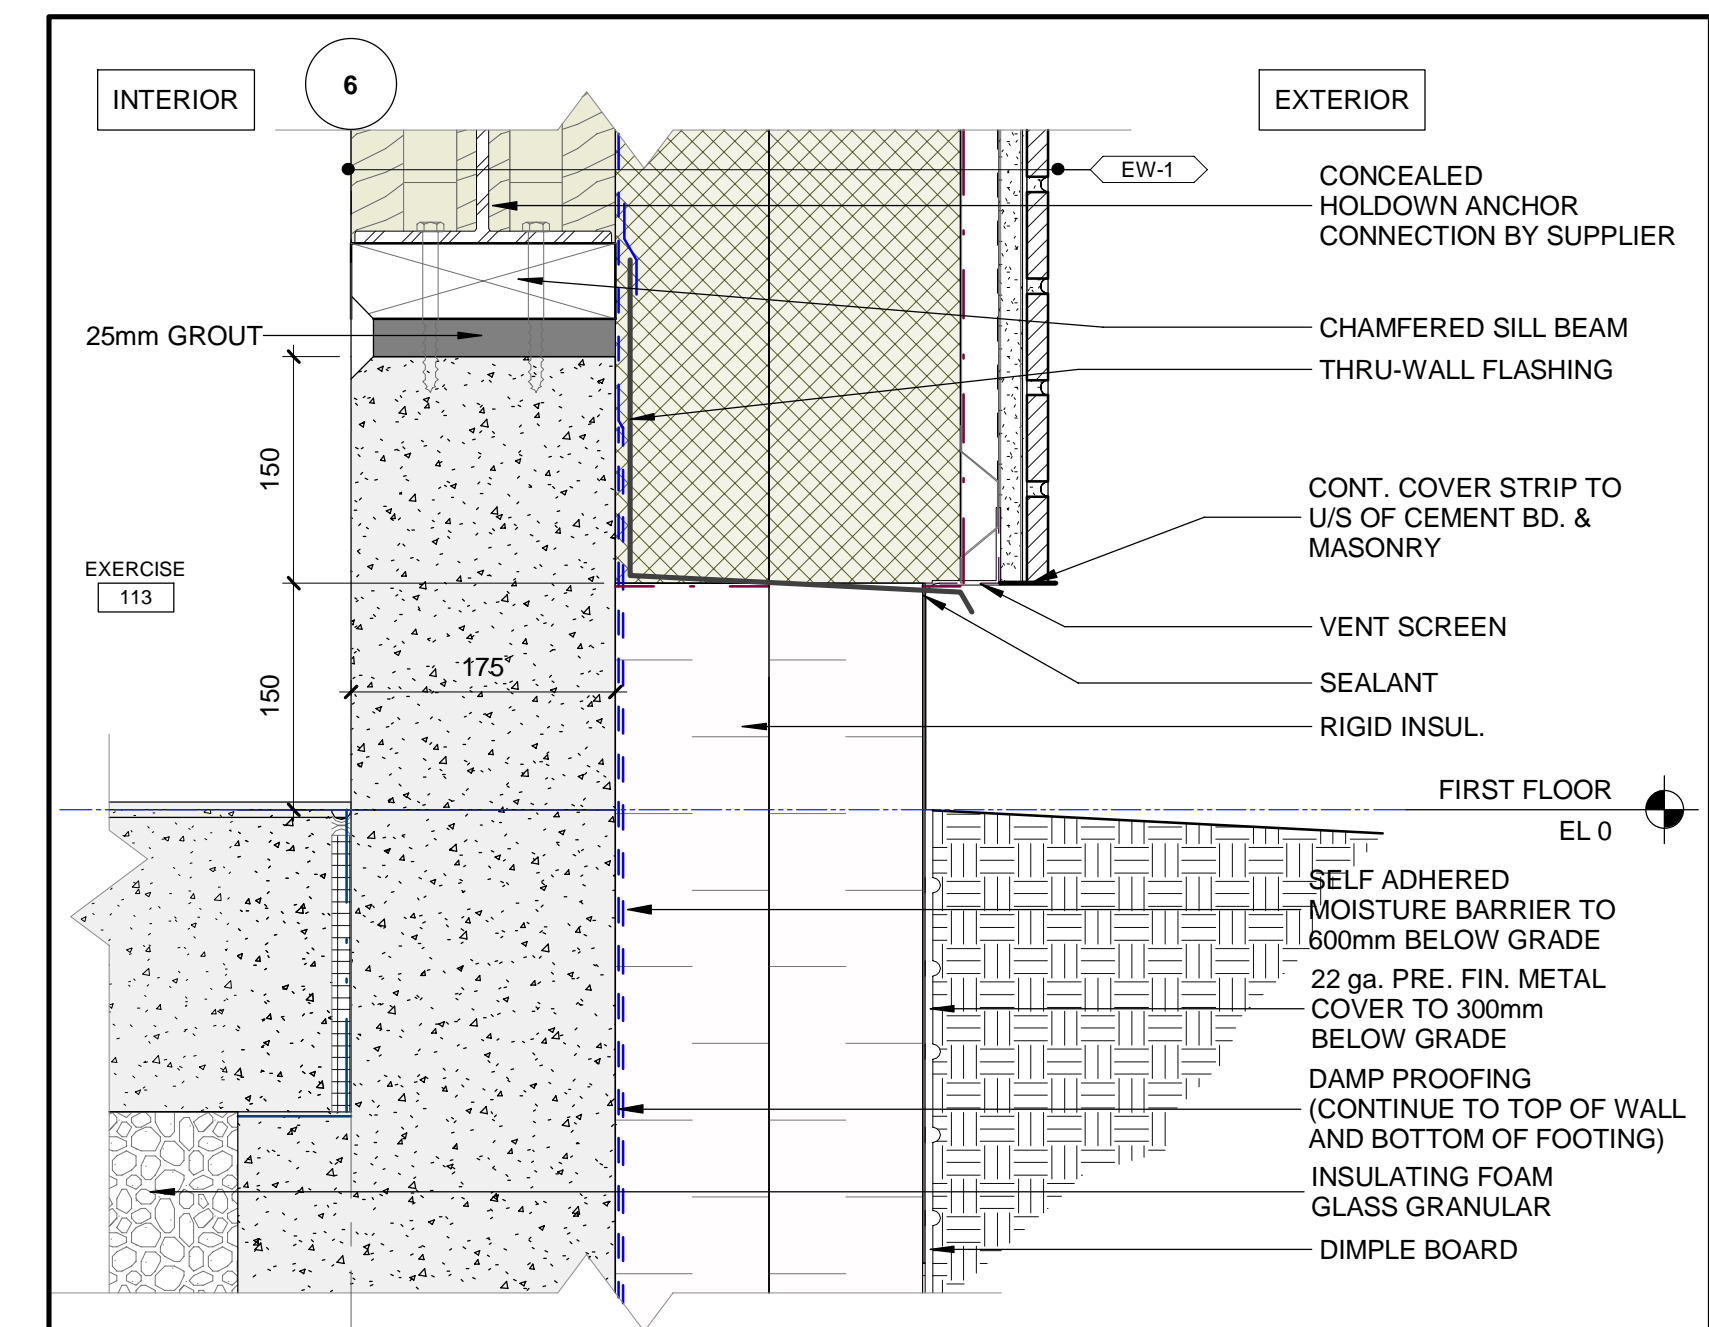 INTERIOR
6
EXTERIOR
EW-1
CONCEALED
HOLDOWN ANCHOR
CONNECTION BY SUPPLIER
25mm GROUT
CHAMFERED SILL BEAM
THRU-WALL FLASHING
150
CONT. COVER STRIP TO
U/S OF CEMENT BD. &
MASONRY
EXERCISE
113
VENT SCREEN
175
150
SEALANT
RIGID INSUL.
FIRST FLOOR
EL 0
SELF ADHERED
MOISTURE BARRIER TO
600mm BELOW GRADE
22 ga. PRE. FIN. METAL
COVER TO 300mm
BELOW GRADE
DAMP PROOFING
(CONTINUE TO TOP OF WALL
AND BOTTOM OF FOOTING)
INSULATING FOAM
GLASS GRANULAR
DIMPLE BOARD